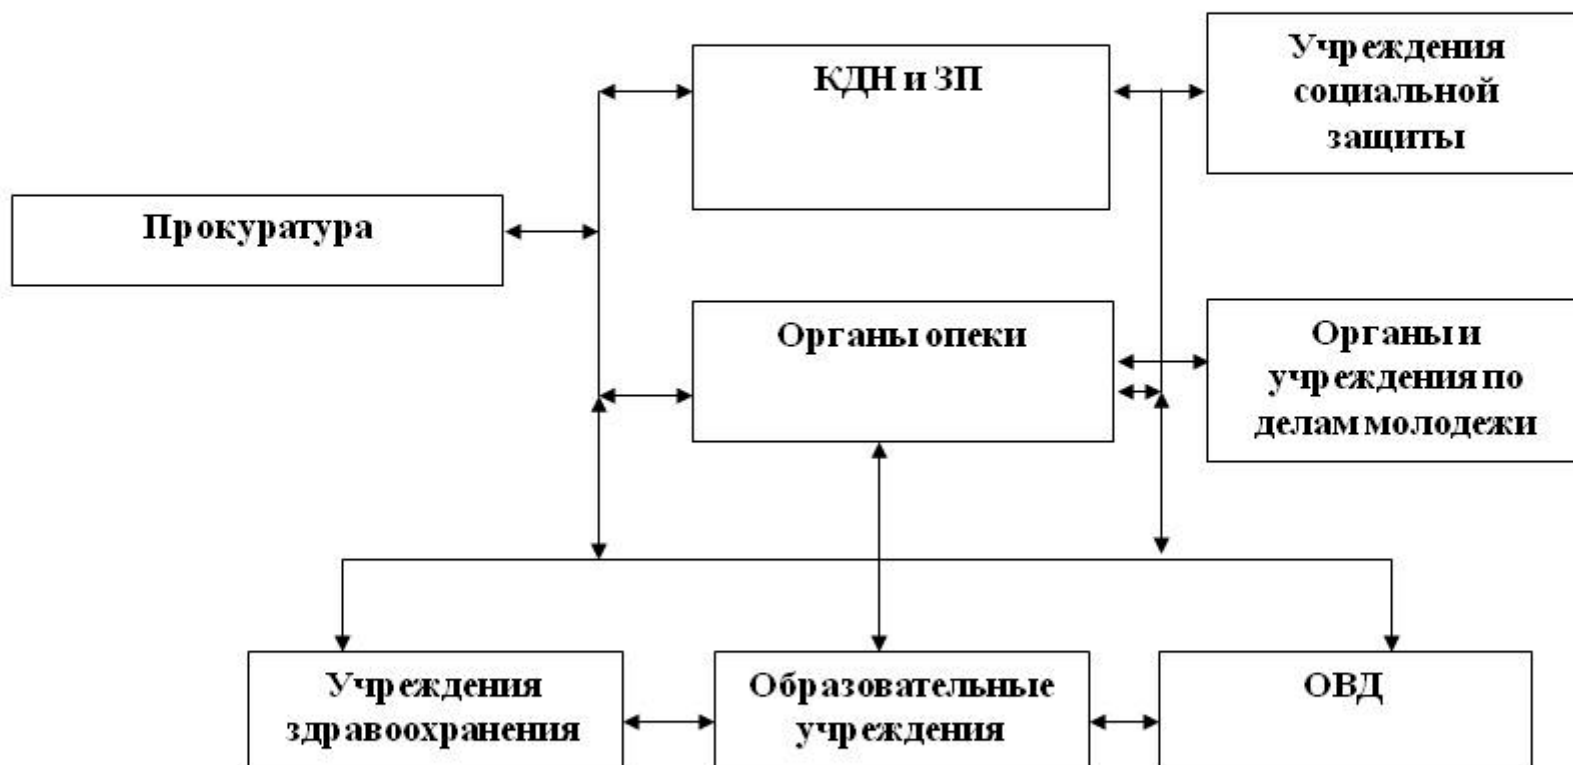 КДН и ЗП
Учреждения
социальной
защиты
Прокуратура
Органы опеки
Органы и
учреждения по
делам молодежи
Учреждения
здравоохранения
Образовательные
учреждения
ОВД